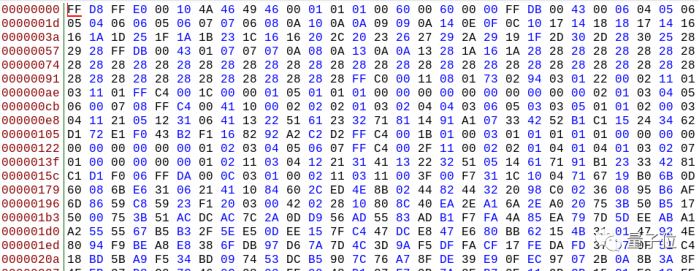 00000000 FF D8 FF E0 00 10 4A 46 49 46 00 01 01 01 00 60 00 60 00 00 FF DB 00 43 00 06 04 05 06
0000001d 05 04 06 06 05 06 07 07 06 08 0A 10 0A 0A 09 09 0A 14 0E 0F 0C 10 17 14 18 18 17 14 16
0000003a 16 1A 1D 25 1F 1A 1B 23 1C 16 16 20 2C 20 23 26 27 29 2A 29 19 1F 2D 30 2D 28 30 25 28
00000057 29 28 FF DB 00 43 01 07 07 07 0A 08 0A 13 0A 0A 13 28 1A 16 1A 28 28 28 28 28 28 28 28
00000074 28 28 28 28 28 28 28 28 28 28 28 28 28 28 28 28 28 28 28 28 28 28 28 28 28 28 28 28 28
00000091 28 28 28 28 28 28 28 28 28 28 28 28 28 FF C0 00 11 08 01 73 02 94 03 01 22 00 02 11 01
000000ae 03 11 01 FF C4 00 1C 00 00 01 05 01 01 01 00 00 00 00 00 00 00 00 00 00 02 01 03 04 05
000000cb 06 00 07 08 FF C4 00 41 10 00 02 02 01 03 02 04 04 03 06 05 03 03 05 01 01 01 02 00 03
000000e8 04 11 21 05 12 31 06 41 13 22 51 61 23 32 71 81 14 91 A1 07 33 42 52 B1 C1 15 24 34 62
00000105 D1 72 E1 F0 43 B2 F1 16 82 92 A2 C2 D2 FF C4 00 1B 01 00 03 01 01 01 01 00 00 00 00 00
00000122 00 00 00 00 00 01 02 03 04 05 06 07 FF C4 00 2F 11 00 02 02 01 04 01 04 01 03 02 07
0000013f 01 00 00 00 00 01 02 11 03 04 12 21 31 41 13 22 32 51 05 14 61 71 91 B1 23 33 42 81
0000015c C1 D1 F0 06 FF DA 00 0C 03 01 00 02 11 03 11 00 3F 00 F7 31 1C 10 04 71 67 19 B0 6B 0D
00000179 60 08 6B E6 31 06 21 41 10 84 60 2C ED 4E 8B 02 44 82 44 32 20 98 C0 02 36 08 95 B6 AF
00000196 6D 86 59 C8 59 23 F1 20 03 00 42 02 28 10 80 8C 40 EA 2E A1 6A 2E A0 20 75 3B B9 B5 17
000001b3 50 00 75 3B 51 AC DC AC 7C 2A 0D D9 956 AD 55 83 AD B1 F7 FA 4A 85 EA 79 7D 5D EE AB A1
000001d0 A2 55 55 67 B5 B3 2F 5E E5 0D EE 15 7F C4 47 DC E8 47 E6 80 BB 62 15 4B
000001ed 80 94 F9 BE A8 E8 36 6F DB 97 97 7A 7D 4C 3D 9A F5 DF FA CF 17 FE DA FD
0000020a 18 BD 5B A9 F5 34 BD 09 74 53 DC B5 90 7C 76 A7 8F DE 39 E9 0F EC 97 07 2B 0A 8B 3A 8F
量子位